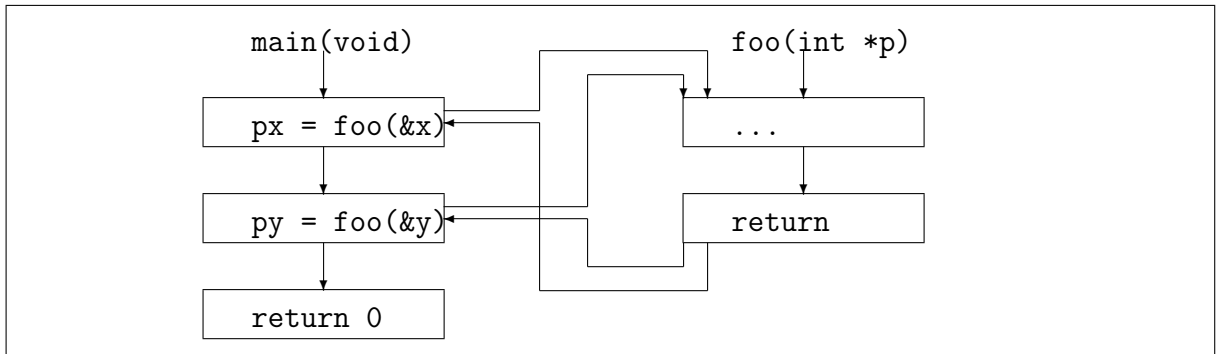 main(void)
px = foo(&x)
py = foo(&y)
return 0
foo(int *p)
...
return